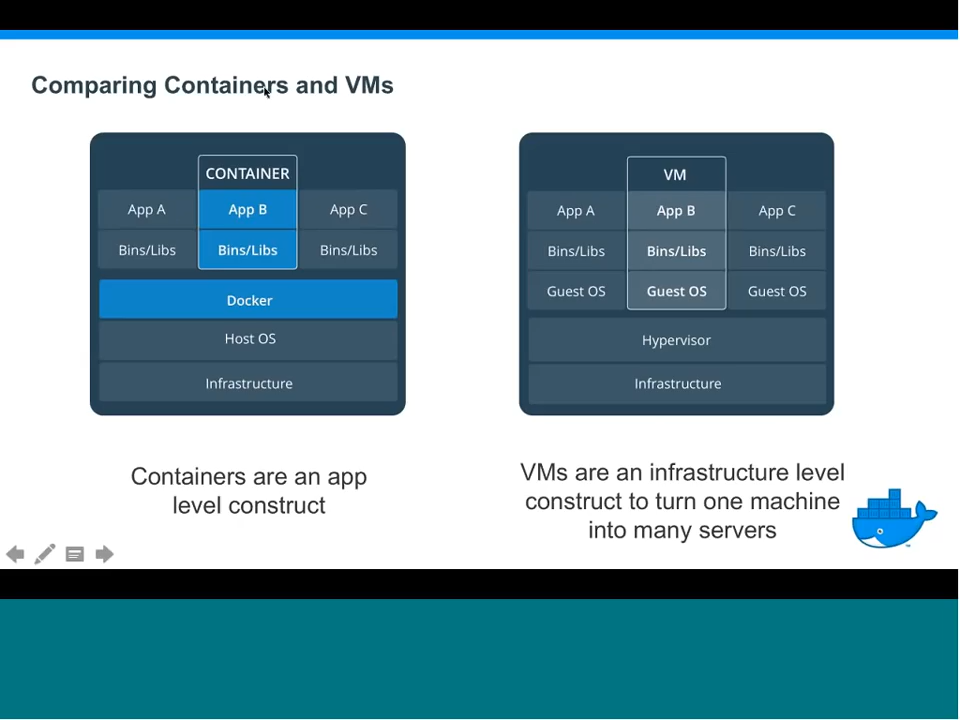 Comparing Containers and VMs
CONTAINER
App A App B App C
Bins/Libs Bins/Libs Bins/Libs
Docker
Host OS
Infrastructure
Containers are an app
level construct
VM
App A App B App C
Bins/Libs Bins/Libs Bins/Libs
Guest OS Guest OS Guest OS
Hypervisor
Infrastructure
VMs are an infrastructure level
construct to turn one machine
into many servers